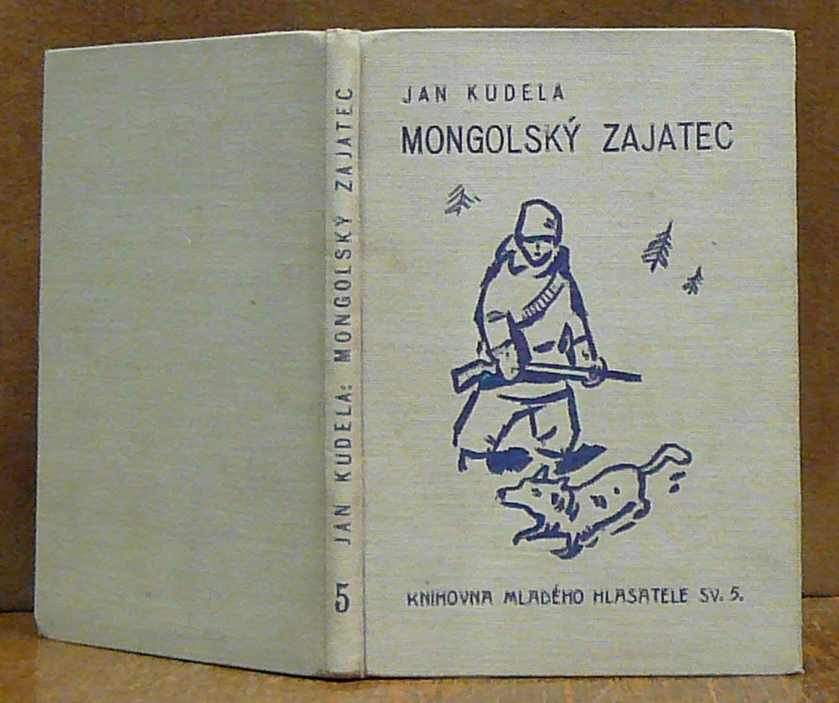 JAN KUDELA: MONGOLSKÝ ZAJATEC
5
JAN KUDELA
MONGOLSKÝ ZAJATEC
KNIHOVNA MLADÉHO HLASATELE SV. 5.